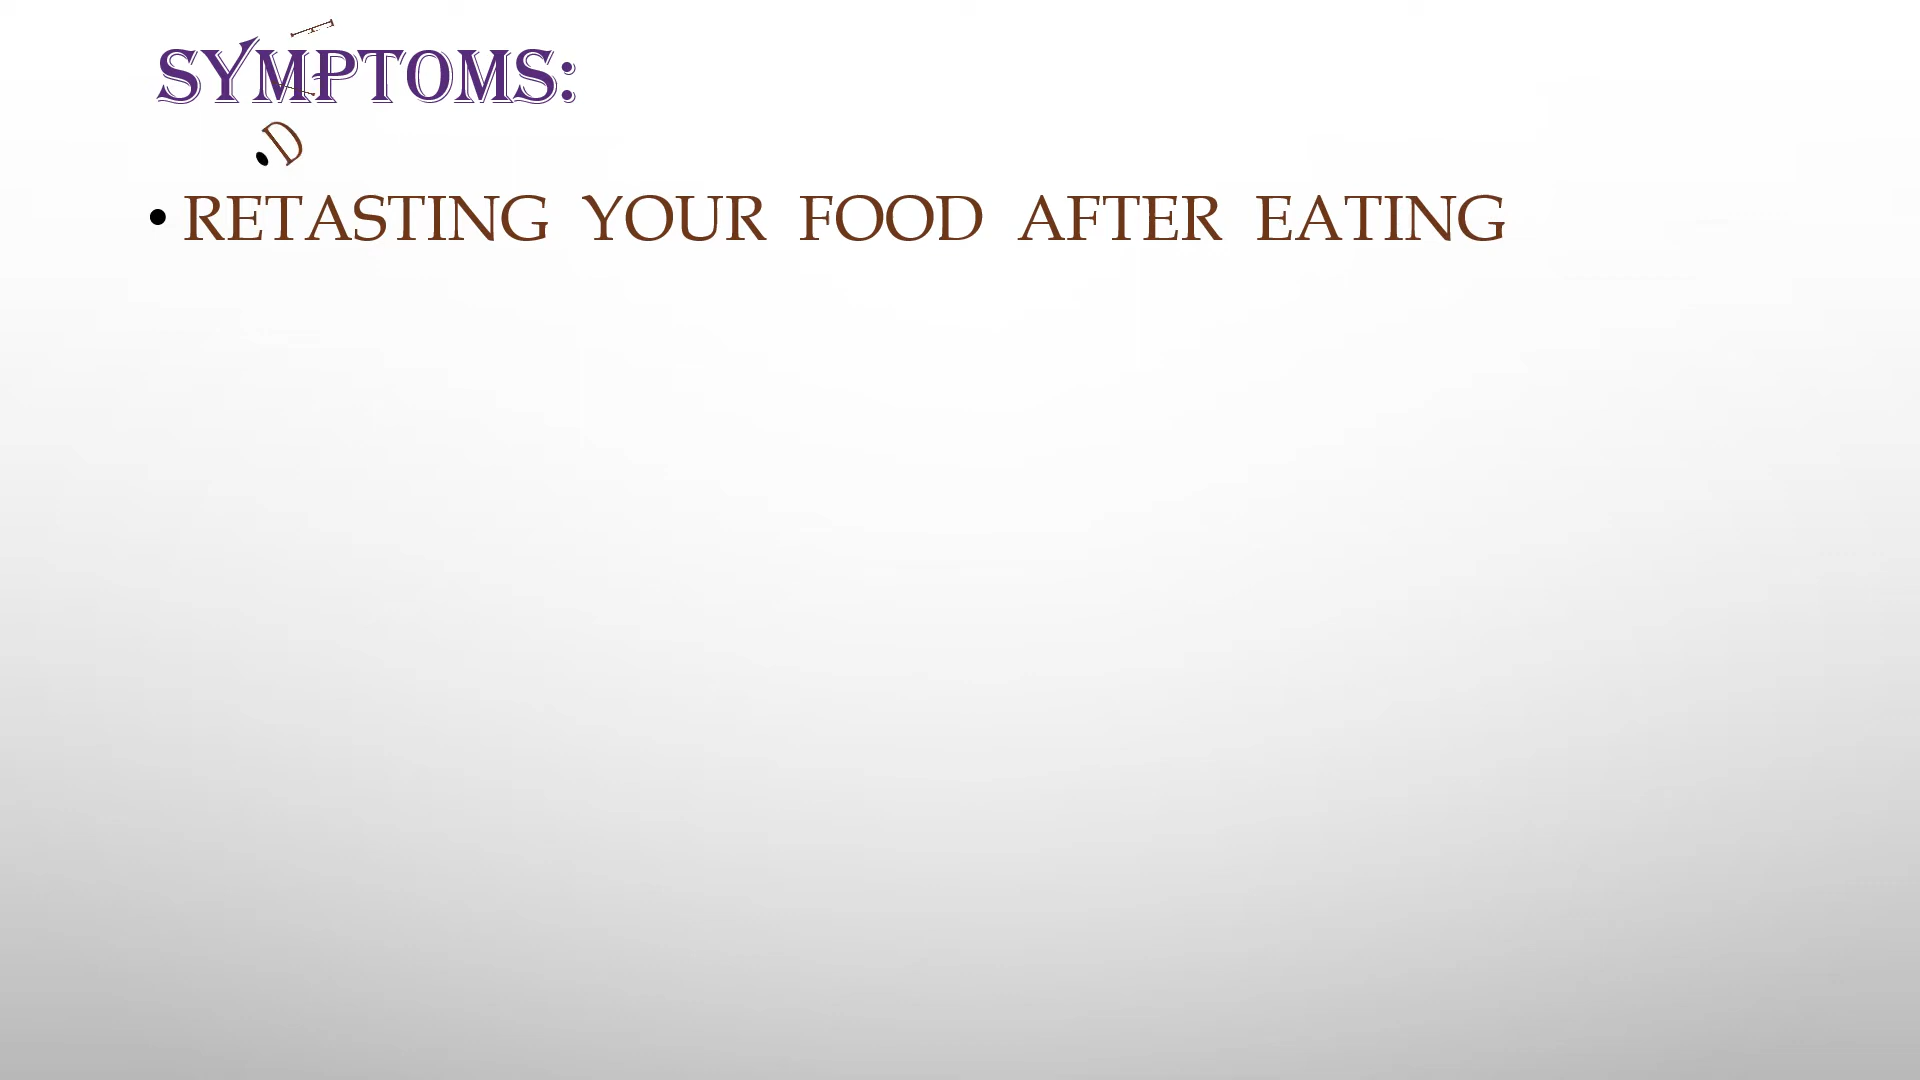 SYMPTOMS:
• D
• RETASTING YOUR FOOD AFTER EATING